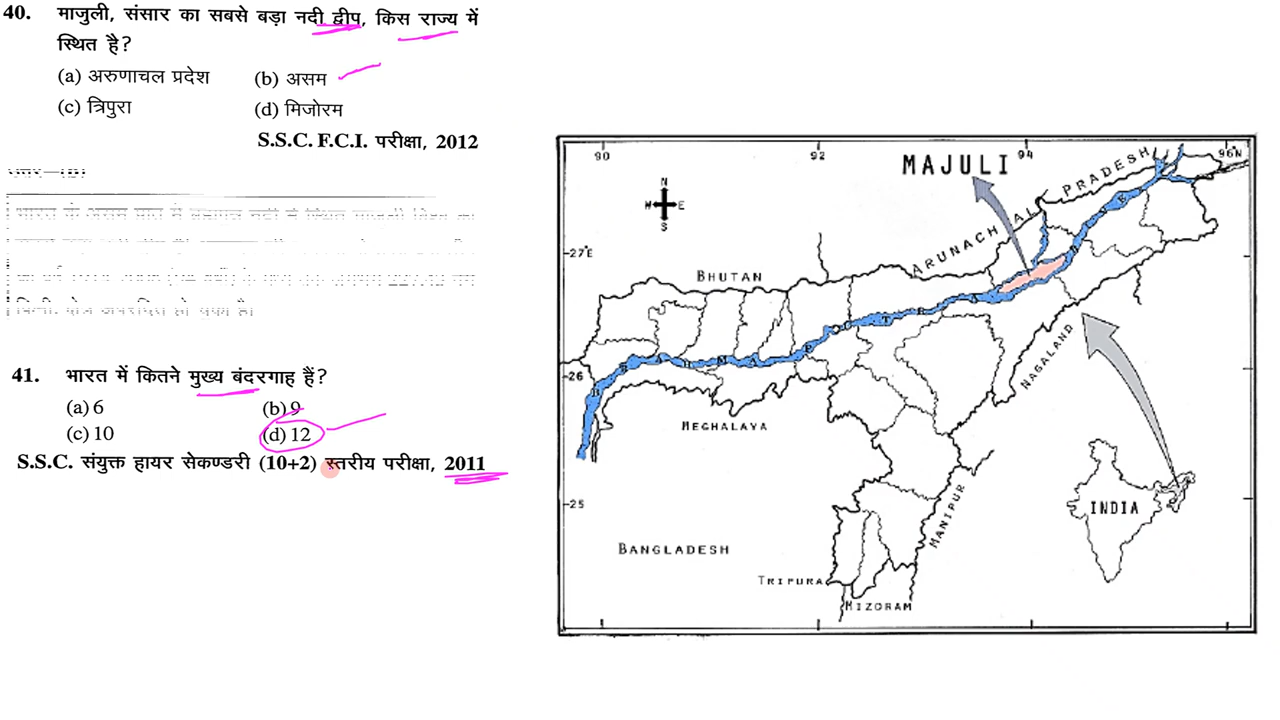 40. माजुली, संसार का सबसे बड़ा नदी द्वीप, किस राज्य में
स्थित है?
(a) अरुणाचल प्रदेश (b) असम
(c) त्रिपुरा (d) मिजोरम
S.S.C. F.C.I. परीक्षा, 2012
41. भारत में कितने मुख्य बंदरगाह हैं?
(a) 6 (b) 9
(c) 10 (d) 12
S.S.C. संयुक्त हायर सेकण्डरी (10+2) स्तरीय परीक्षा, 2011
90 92 94 96°N
MAJULI
N
W E
S
ARUNACHAL PRADESH
27°E
BHUTAN
BRAHMAPUTRA RIVER
26
NAGALAND
MEGHALAYA
25
INDIA
MANIPUR
BANGLADESH
TRIPURA
MIZORAM